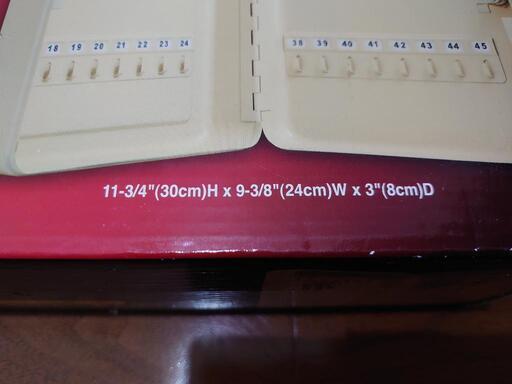 18 19 20 21 22 23 24
38 39 40 41 42 43 44 45
11-3/4"(30cm)H x 9-3/8"(24cm)W x 3"(8cm)D